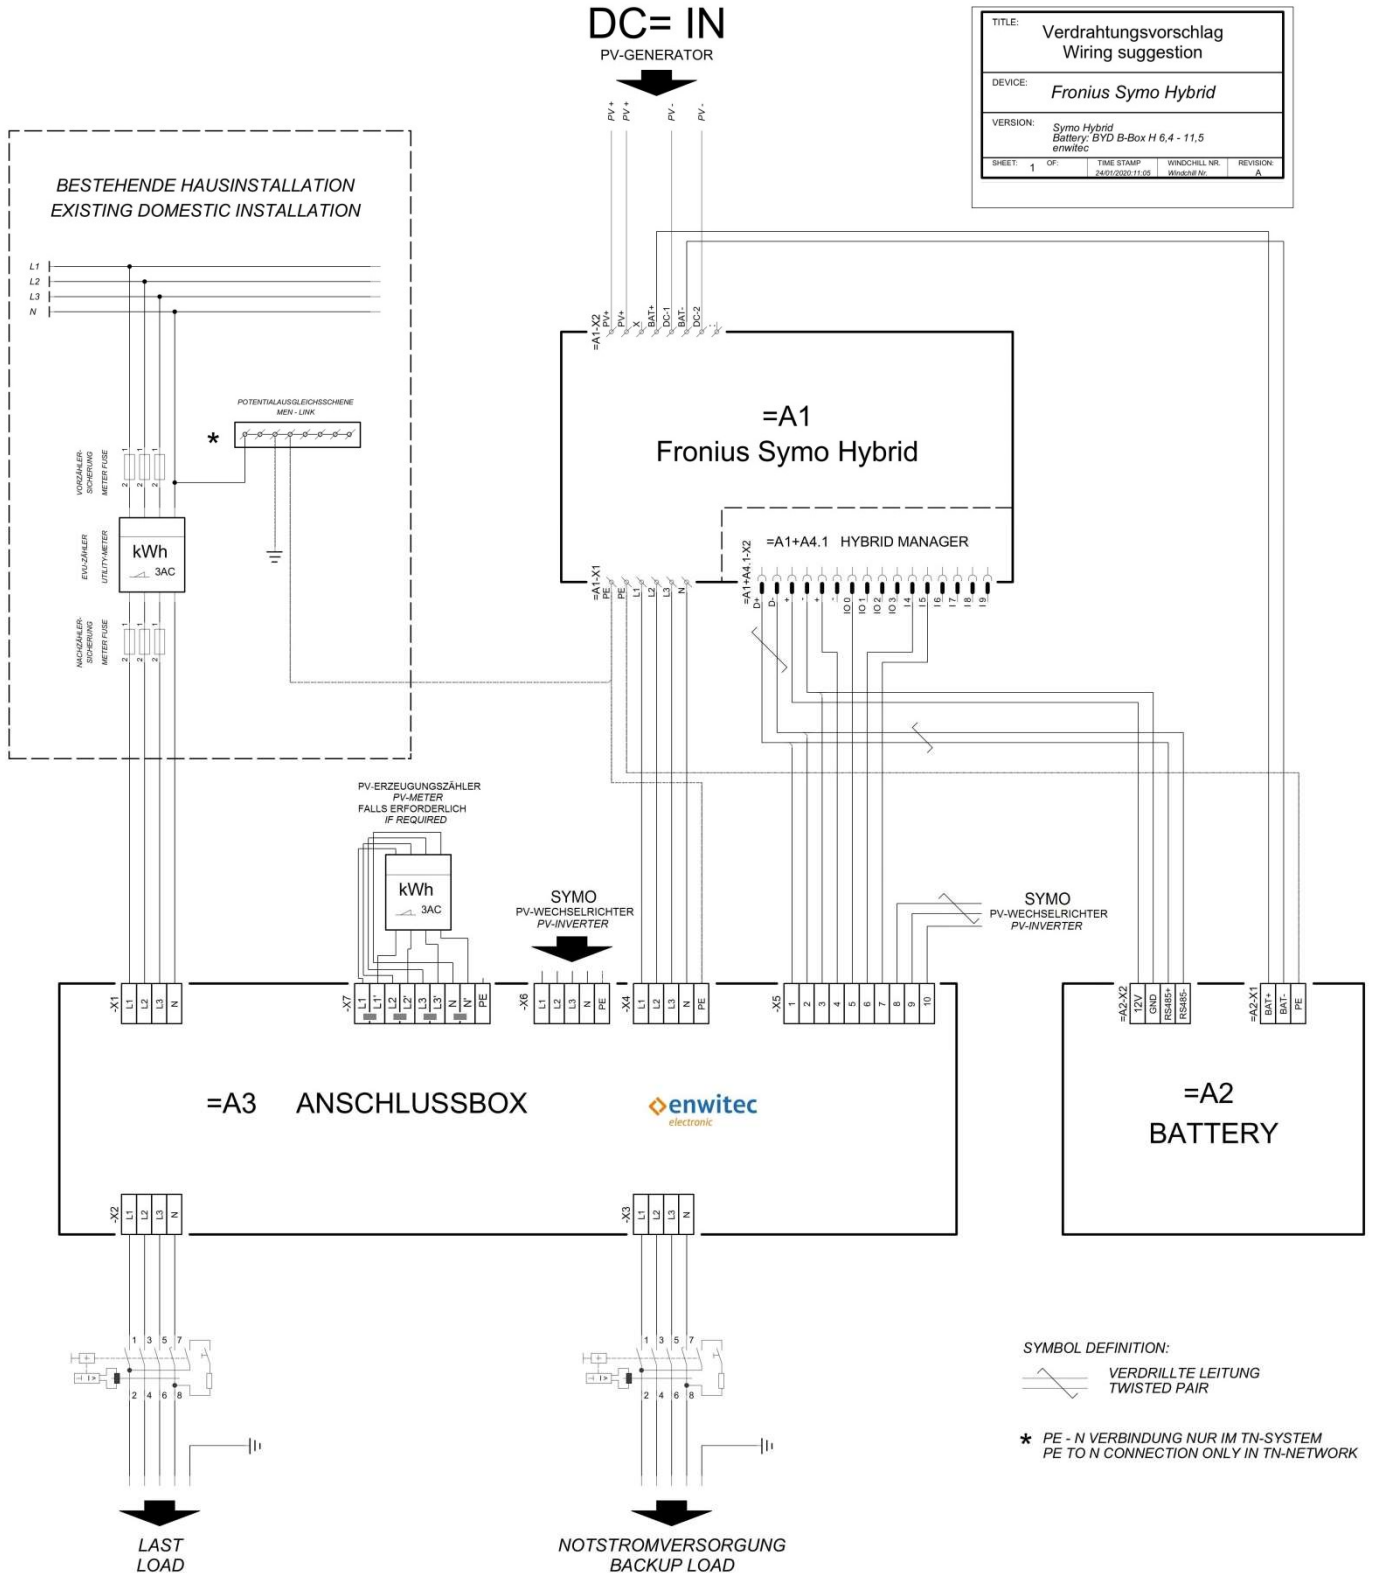 DC= IN
PV-GENERATOR
PV +
PV +
PV -
PV -
TITLE:
Verdrahtungsvorschlag
Wiring suggestion
DEVICE:
Fronius Symo Hybrid
VERSION:
Symo Hybrid
Battery: BYD B-Box H 6,4 - 11,5
enwitec
SHEET: 1 OF:
TIME STAMP
24/01/2020:11:05
WINDCHILL NR.
Windchill Nr.
REVISION:
A
BESTEHENDE HAUSINSTALLATION
EXISTING DOMESTIC INSTALLATION
L1
L2
L3
N
POTENTIALAUSGLEICHSSCHIENE
MEN - LINK
*
VORZÄHLER-
SICHERUNG
METER FUSE
1 1 1
2 2 2
EVU-ZÄHLER
UTILITY-METER
kWh
3AC
NACHZÄHLER-
SICHERUNG
METER FUSE
1 1 1
2 2 2
=A1-X2
PV+
PV+
X
BAT+
DC-1
BAT-
DC-2
=A1
Fronius Symo Hybrid
=A1+A4.1 HYBRID MANAGER
=A1-X1
PE
PE
L1
L2
L3
N
=A1+A4.1-X2
D+
D-
+
-
+
-
IO 0
IO 1
IO 2
IO 3
I 4
I 5
I 6
I 7
I 8
I 9
PV-ERZEUGUNGSZÄHLER
PV-METER
FALLS ERFORDERLICH
IF REQUIRED
kWh
3AC
SYMO
PV-WECHSELRICHTER
PV-INVERTER
SYMO
PV-WECHSELRICHTER
PV-INVERTER
-X1
L1
L2
L3
N
-X7
L1
L1'
L2
L2'
L3
L3'
N
N'
PE
-X6
L1
L2
L3
N
PE
-X4
L1
L2
L3
N
PE
-X5
1
2
3
4
5
6
7
8
9
10
=A2-X2
12V
GND
RS485+
RS485-
=A2-X1
BAT+
BAT-
PE
=A3 ANSCHLUSSBOX
enwitec
electronic
=A2
BATTERY
-X2
L1
L2
L3
N
-X3
L1
L2
L3
N
1 3 5 7
2 4 6 8
1 3 5 7
2 4 6 8
SYMBOL DEFINITION:
VERDRILLTE LEITUNG
TWISTED PAIR
* PE - N VERBINDUNG NUR IM TN-SYSTEM
PE TO N CONNECTION ONLY IN TN-NETWORK
LAST
LOAD
NOTSTROMVERSORGUNG
BACKUP LOAD